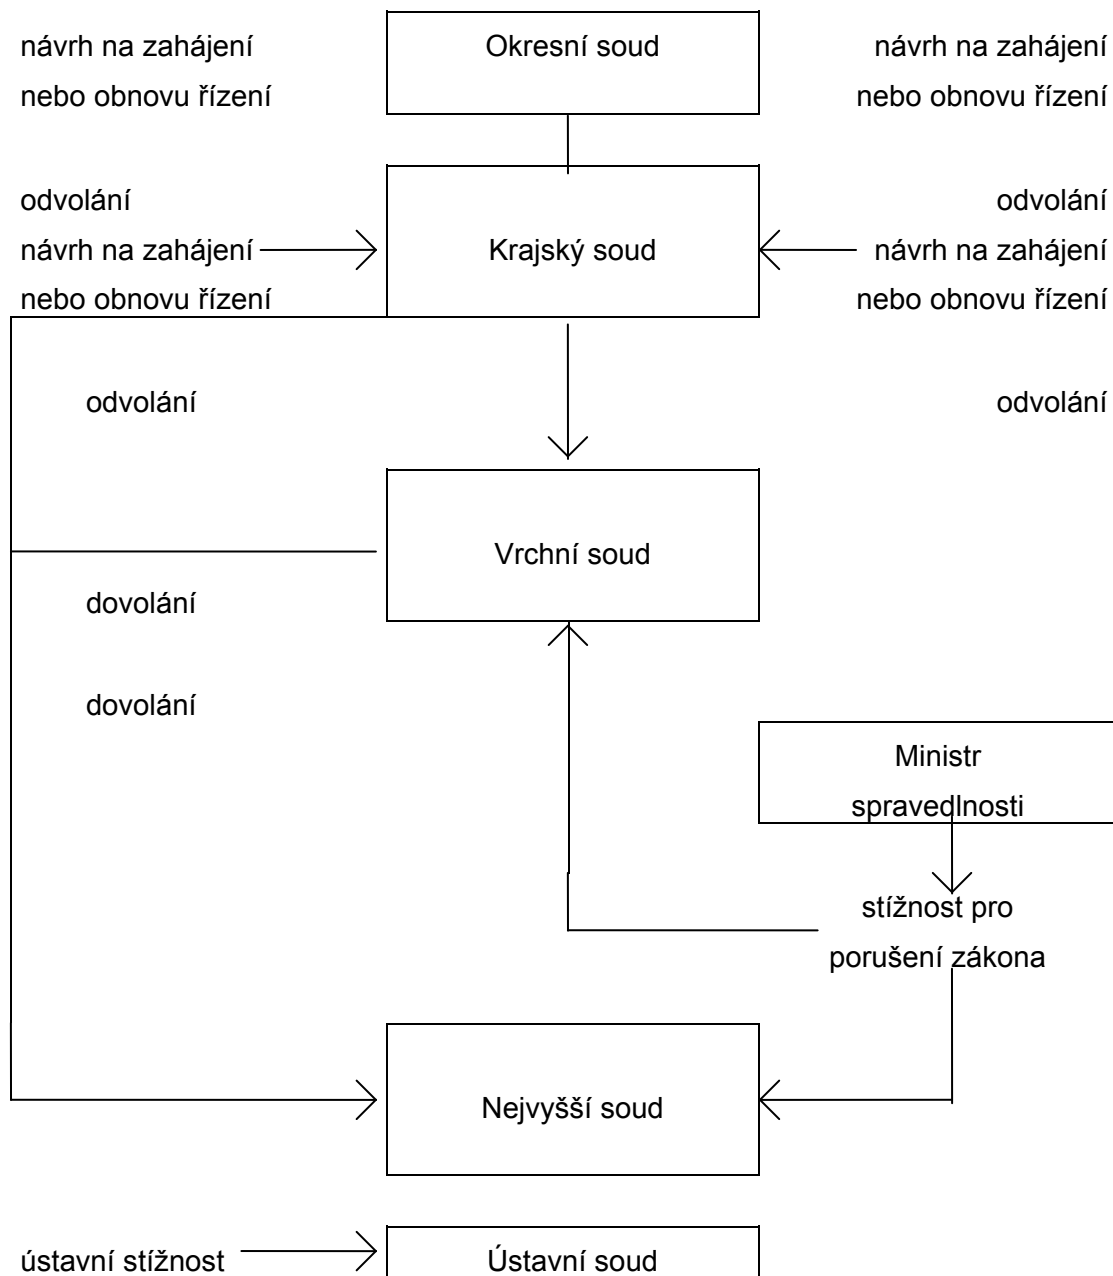 návrh na zahájení Okresní soud návrh na zahájení
nebo obnovu řízení nebo obnovu řízení
odvolání odvolání
návrh na zahájení Krajský soud návrh na zahájení
nebo obnovu řízení nebo obnovu řízení
odvolání odvolání
Vrchní soud
dovolání
dovolání
Ministr
spravedlnosti
stížnost pro
porušení zákona
Nejvyšší soud
ústavní stížnost Ústavní soud